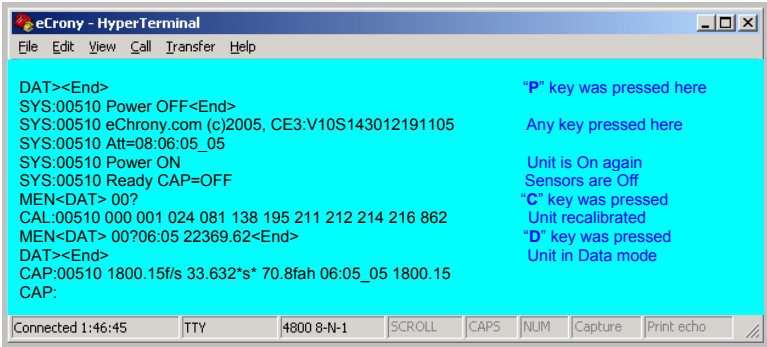 eCrony - HyperTerminal
File Edit View Call Transfer Help
DAT><End> “P” key was pressed here
SYS:00510 Power OFF<End>
SYS:00510 eChrony.com (c)2005, CE3:V10S143012191105 Any key pressed here
SYS:00510 Att=08:06:05_05
SYS:00510 Power ON Unit is On again
SYS:00510 Ready CAP=OFF Sensors are Off
MEN<DAT> 00? “C” key was pressed
CAL:00510 000 001 024 081 138 195 211 212 214 216 862 Unit recalibrated
MEN<DAT> 00?06:05 22369.62<End> “D” key was pressed
DAT><End> Unit in Data mode
CAP:00510 1800.15f/s 33.632*s* 70.8fah 06:05_05 1800.15
CAP:
Connected 1:46:45 TTY 4800 8-N-1 SCROLL CAPS NUM Capture Print echo